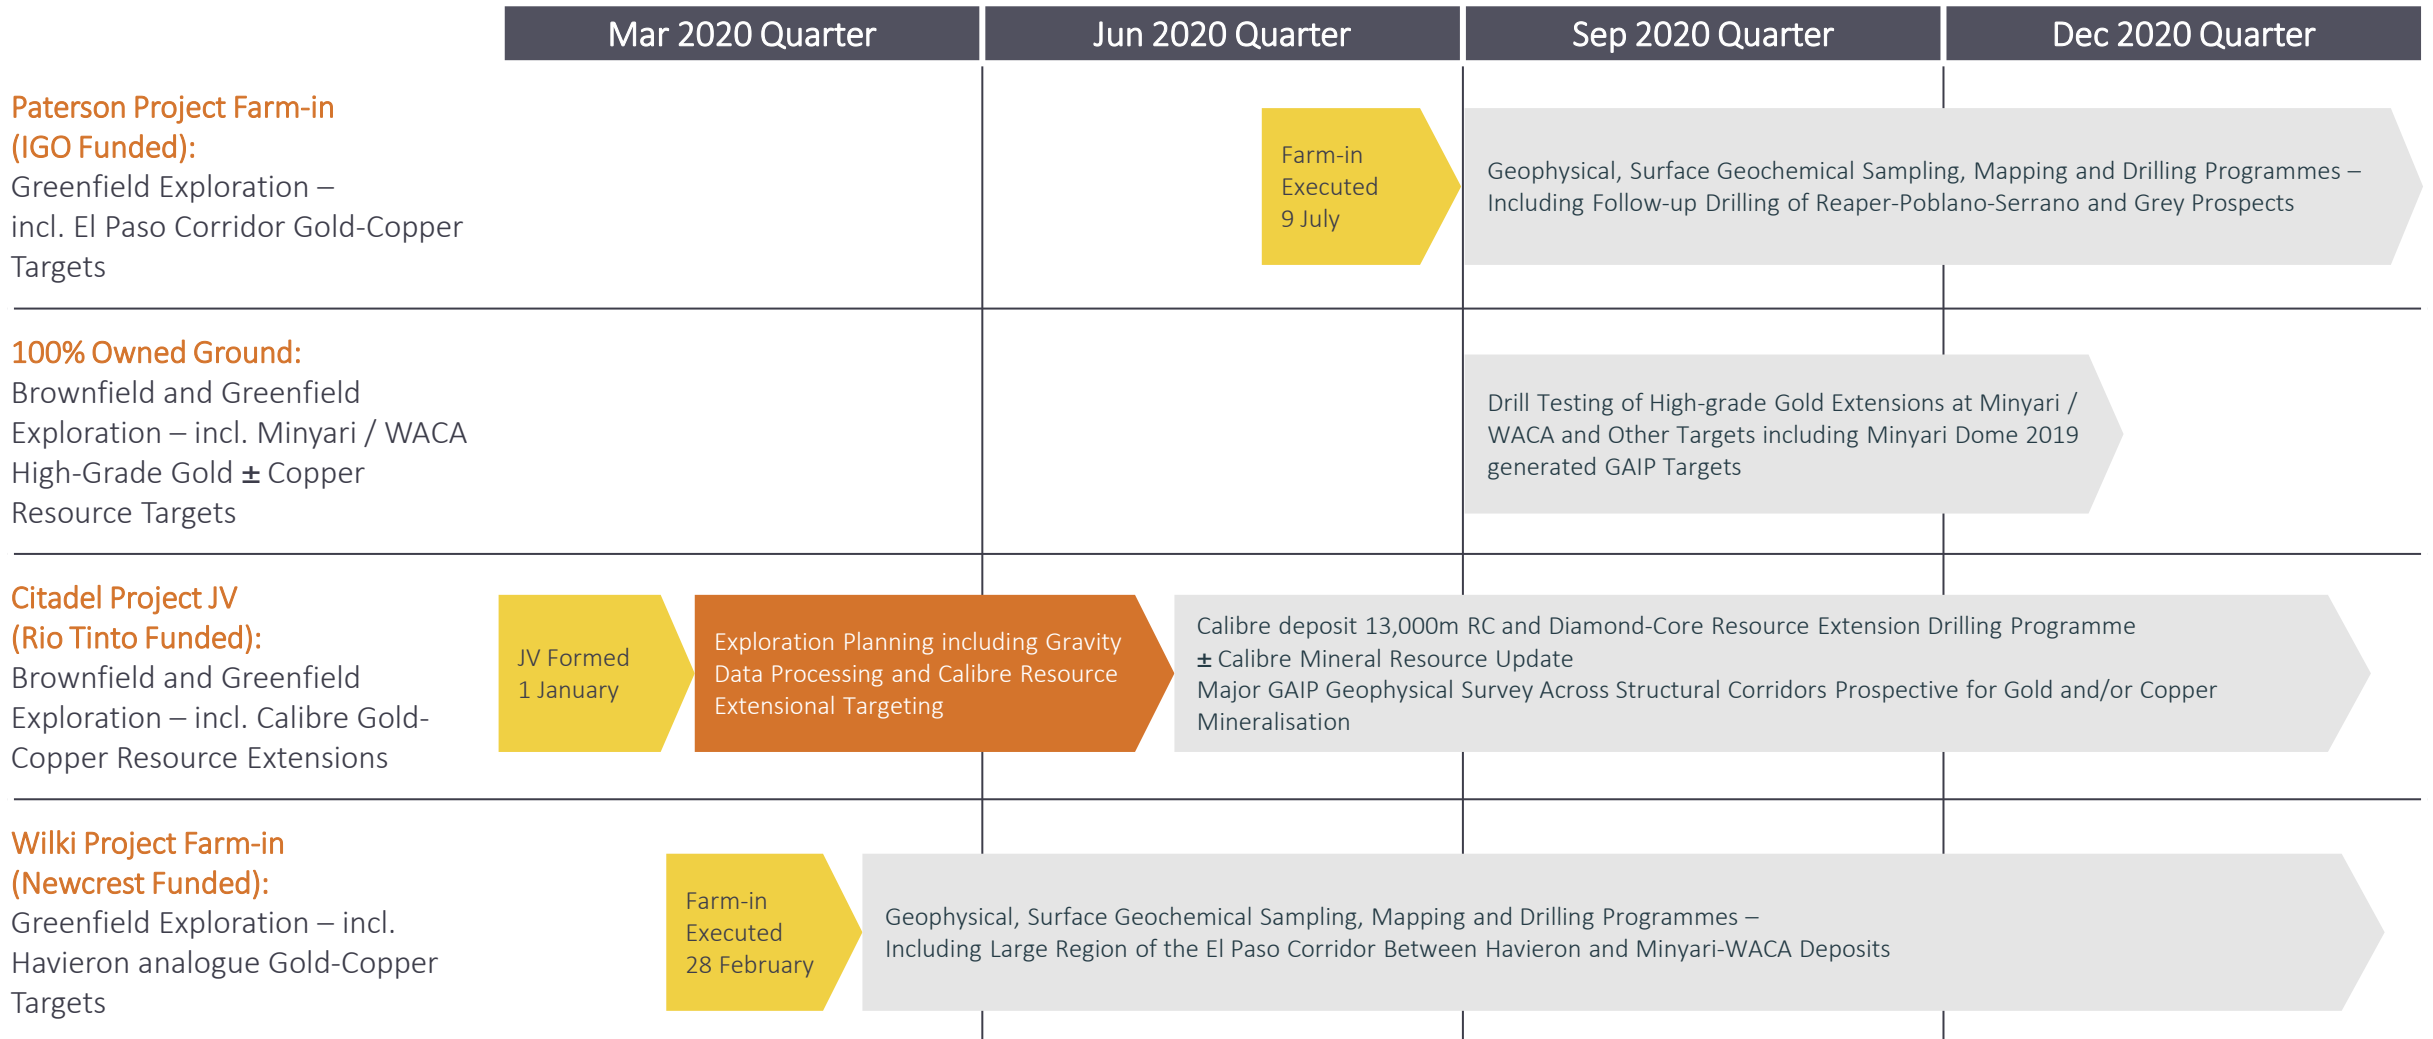 Mar 2020 Quarter
Jun 2020 Quarter
Sep 2020 Quarter
Dec 2020 Quarter
Paterson Project Farm-in
(IGO Funded):
Greenfield Exploration –
incl. El Paso Corridor Gold-Copper
Targets
Farm-in
Executed
9 July
Geophysical, Surface Geochemical Sampling, Mapping and Drilling Programmes –
Including Follow-up Drilling of Reaper-Poblano-Serrano and Grey Prospects
100% Owned Ground:
Brownfield and Greenfield
Exploration – incl. Minyari / WACA
High-Grade Gold ± Copper
Resource Targets
Drill Testing of High-grade Gold Extensions at Minyari /
WACA and Other Targets including Minyari Dome 2019
generated GAIP Targets
Citadel Project JV
(Rio Tinto Funded):
Brownfield and Greenfield
Exploration – incl. Calibre Gold-
Copper Resource Extensions
JV Formed
1 January
Exploration Planning including Gravity
Data Processing and Calibre Resource
Extensional Targeting
Calibre deposit 13,000m RC and Diamond-Core Resource Extension Drilling Programme
± Calibre Mineral Resource Update
Major GAIP Geophysical Survey Across Structural Corridors Prospective for Gold and/or Copper
Mineralisation
Wilki Project Farm-in
(Newcrest Funded):
Greenfield Exploration – incl.
Havieron analogue Gold-Copper
Targets
Farm-in
Executed
28 February
Geophysical, Surface Geochemical Sampling, Mapping and Drilling Programmes –
Including Large Region of the El Paso Corridor Between Havieron and Minyari-WACA Deposits